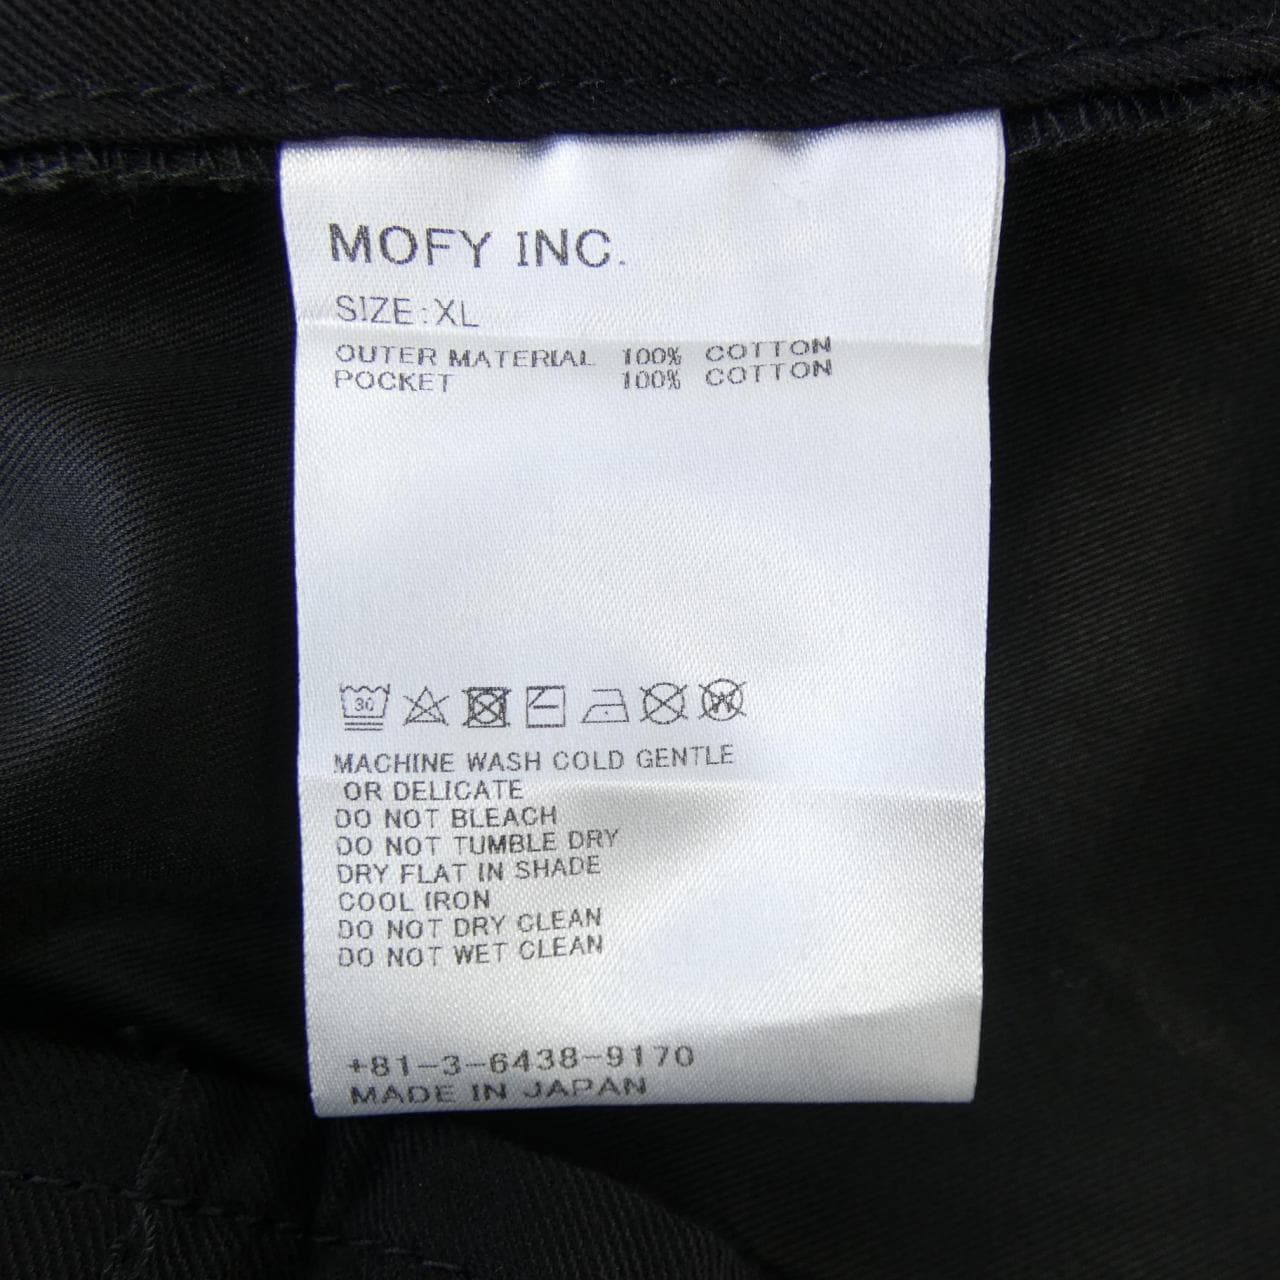 MOFY INC.
SIZE:XL
OUTER MATERIAL 100% COTTON
POCKET 100% COTTON
30
W
MACHINE WASH COLD GENTLE
OR DELICATE
DO NOT BLEACH
DO NOT TUMBLE DRY
DRY FLAT IN SHADE
COOL IRON
DO NOT DRY CLEAN
DO NOT WET CLEAN
+81-3-6438-9170
MADE IN JAPAN